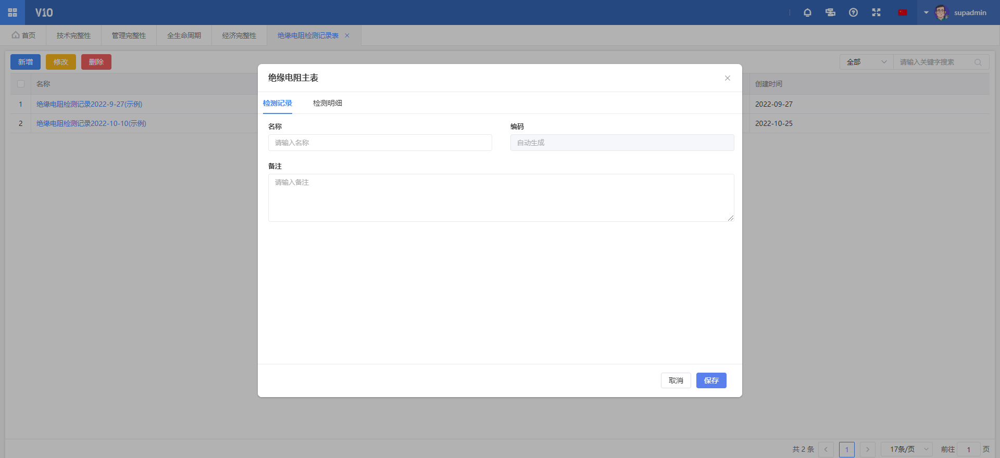 V10
supadmin
首页 技术完整性 管理完整性 全生命周期 经济完整性 绝缘电阻检测记录表
新增 修改 删除 全部 请输入关键字搜索
名称 创建时间
1 绝缘电阻检测记录2022-9-27(示例) 2022-09-27
2 绝缘电阻检测记录2022-10-10(示例) 2022-10-25
绝缘电阻主表
检测记录 检测明细
名称 编码
请输入名称 自动生成
备注
请输入备注
取消 保存
共 2 条 1 17条/页 前往 1 页